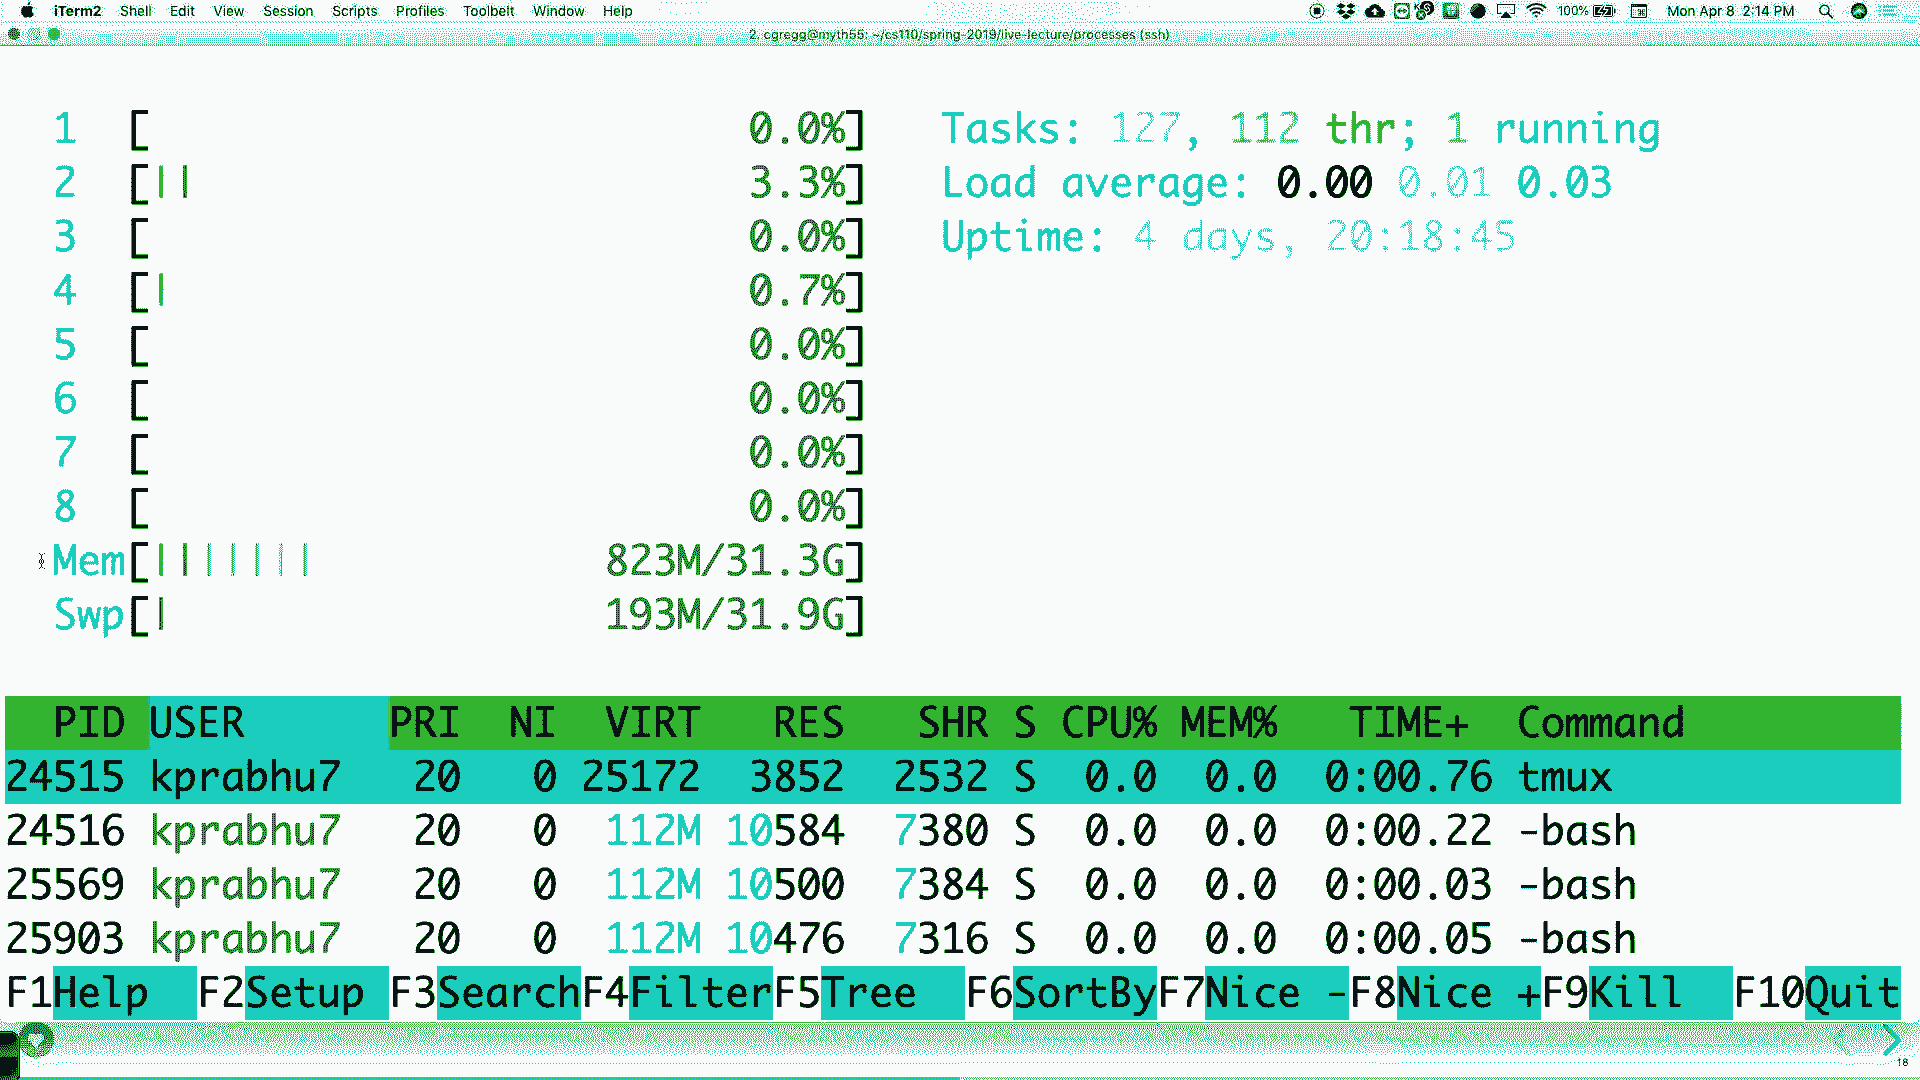 iTerm2 Shell Edit View Session Scripts Profiles Toolbelt Window Help 100% Mon Apr 8 2:14 PM
2. cgregg@myth55: ~/cs110/spring-2019/live-lecture/processes (ssh)
1 [ 0.0%] Tasks: 127, 112 thr; 1 running
2 [|| 3.3%] Load average: 0.00 0.01 0.03
3 [ 0.0%] Uptime: 4 days, 20:18:45
4 [| 0.7%]
5 [ 0.0%]
6 [ 0.0%]
7 [ 0.0%]
8 [ 0.0%]
Mem[||||||| 823M/31.3G]
Swp[| 193M/31.9G]
PID USER PRI NI VIRT RES SHR S CPU% MEM% TIME+ Command
24515 kprabhu7 20 0 25172 3852 2532 S 0.0 0.0 0:00.76 tmux
24516 kprabhu7 20 0 112M 10584 7380 S 0.0 0.0 0:00.22 -bash
25569 kprabhu7 20 0 112M 10500 7384 S 0.0 0.0 0:00.03 -bash
25903 kprabhu7 20 0 112M 10476 7316 S 0.0 0.0 0:00.05 -bash
F1Help F2Setup F3SearchF4FilterF5Tree F6SortByF7Nice -F8Nice +F9Kill F10Quit
18